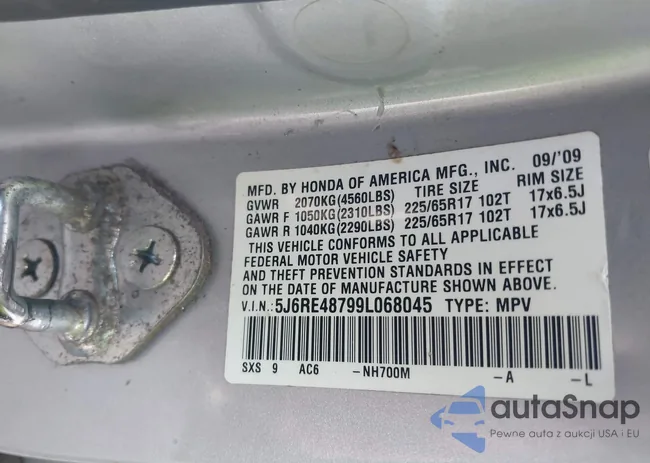 MFD. BY HONDA OF AMERICA MFG., INC. 09/'09
GVWR 2070KG(4560LBS) TIRE SIZE RIM SIZE
GAWR F 1050KG(2310LBS) 225/65R17 102T 17x6.5J
GAWR R 1040KG(2290LBS) 225/65R17 102T 17x6.5J
THIS VEHICLE CONFORMS TO ALL APPLICABLE
FEDERAL MOTOR VEHICLE SAFETY
AND THEFT PREVENTION STANDARDS IN EFFECT
ON THE DATE OF MANUFACTURE SHOWN ABOVE.
V.I.N.:5J6RE48799L068045 TYPE: MPV
SXS 9 AC6 -NH700M -A -L
autaSnap
Pewne auta z aukcji USA i EU